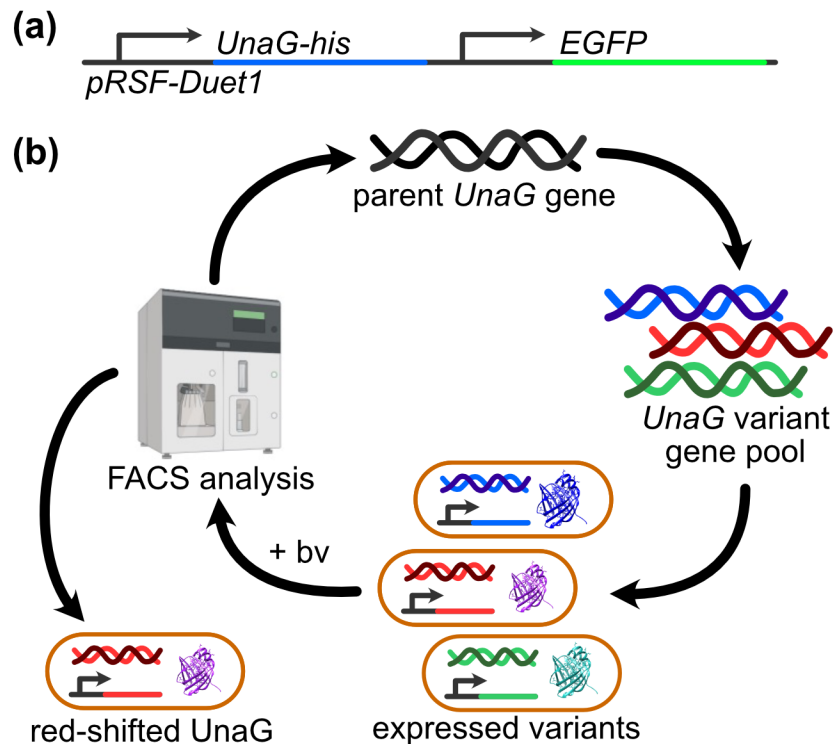 (a)
UnaG-his
EGFP
pRSF-Duet1
(b)
parent UnaG gene
UnaG variant
gene pool
FACS analysis
+ bv
red-shifted UnaG
expressed variants